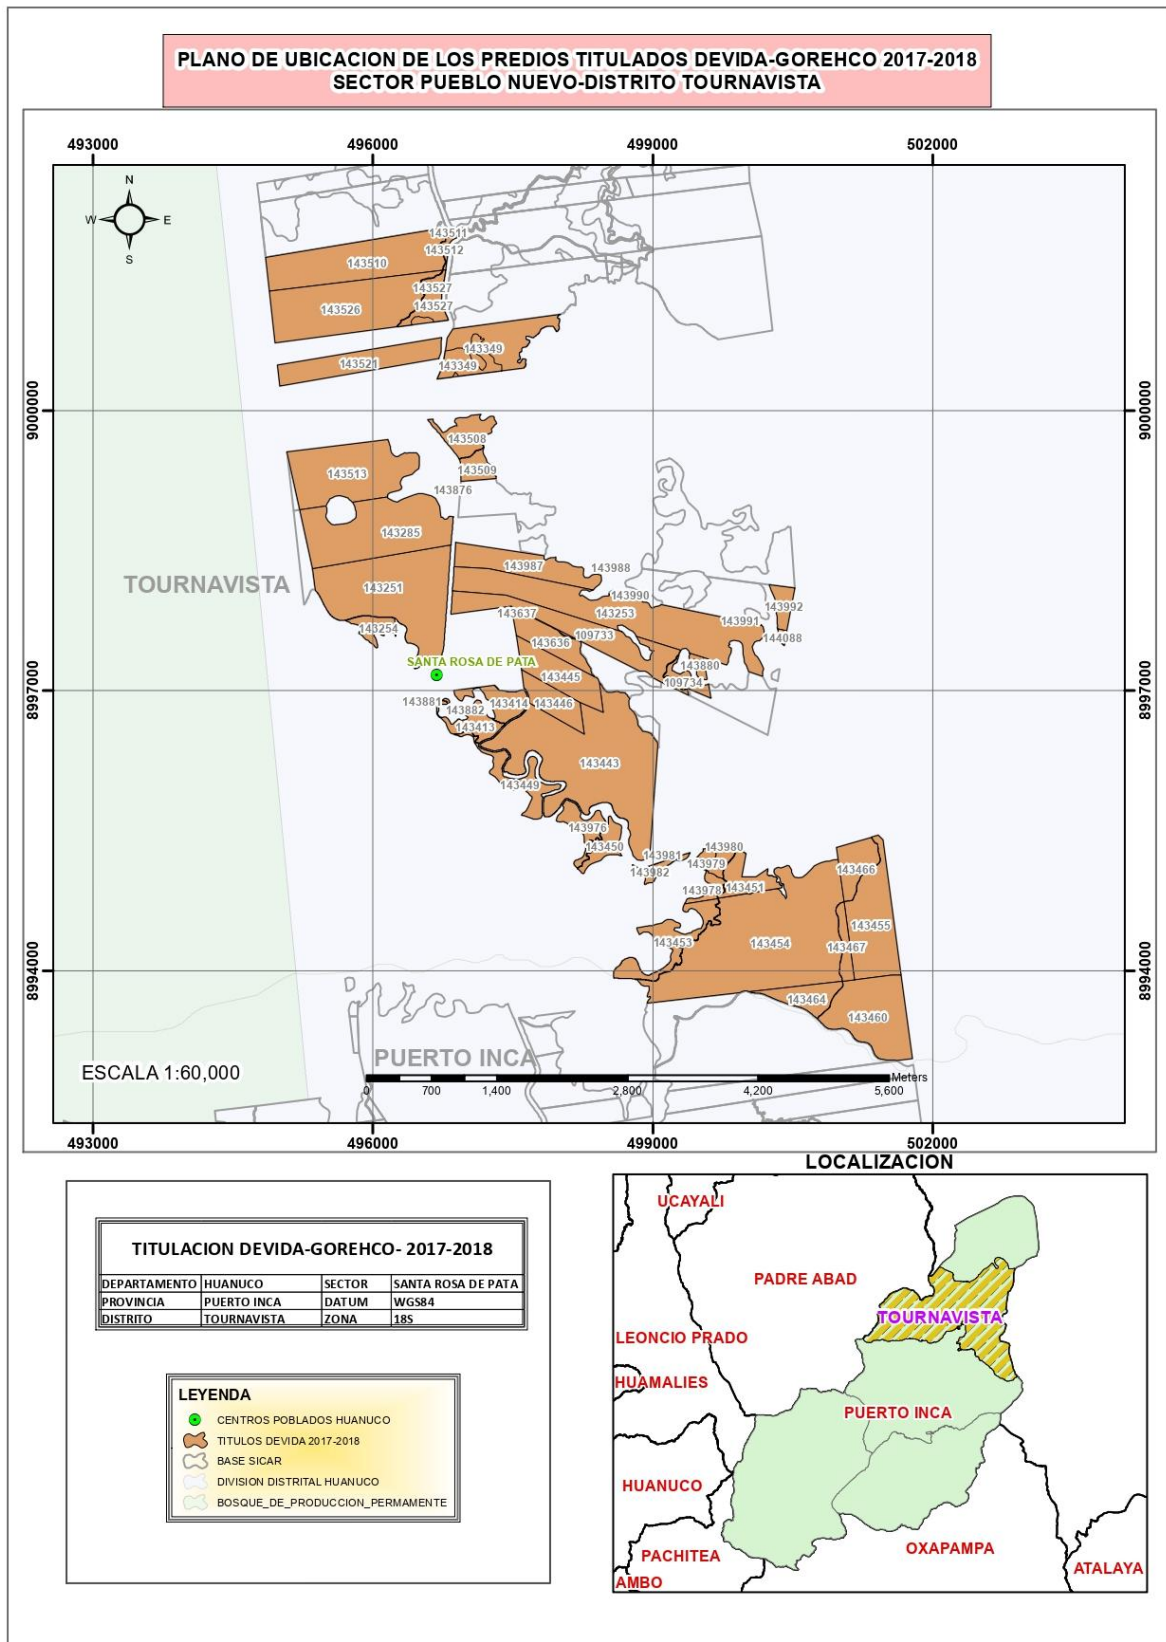 PLANO DE UBICACION DE LOS PREDIOS TITULADOS DEVIDA-GOREHCO 2017-2018
SECTOR PUEBLO NUEVO-DISTRITO TOURNAVISTA
493000 496000 499000 502000
N
W E
S
143511
143512
143510
143527
143526 143527
143521 143349
143349
9000000 9000000
143508
143513 143509
143876
143285
143987 143988
TOURNAVISTA 143251 143990
143992
143637 143253 143991
143254 109733 144088
143636
SANTA ROSA DE PATA 143880
143445 109734
8997000 8997000
143881 143882 143414 143446
143413
143443
143449
143976
143450 143981 143980
143982 143979 143466
143978 143451
143455
143453 143454 143467
8994000 8994000
143464
143460
PUERTO INCA
ESCALA 1:60,000
Meters
0 700 1,400 2,800 4,200 5,600
493000 496000 499000 502000
LOCALIZACION
TITULACION DEVIDA-GOREHCO- 2017-2018
DEPARTAMENTO HUANUCO SECTOR SANTA ROSA DE PATA
PROVINCIA PUERTO INCA DATUM WGS84
DISTRITO TOURNAVISTA ZONA 18S
LEYENDA
CENTROS POBLADOS HUANUCO
TITULOS DEVIDA 2017-2018
BASE SICAR
DIVISION DISTRITAL HUANUCO
BOSQUE_DE_PRODUCCION_PERMAMENTE
UCAYALI
PADRE ABAD
TOURNAVISTA
LEONCIO PRADO
HUAMALIES
PUERTO INCA
HUANUCO
OXAPAMPA
PACHITEA
ATALAYA
AMBO